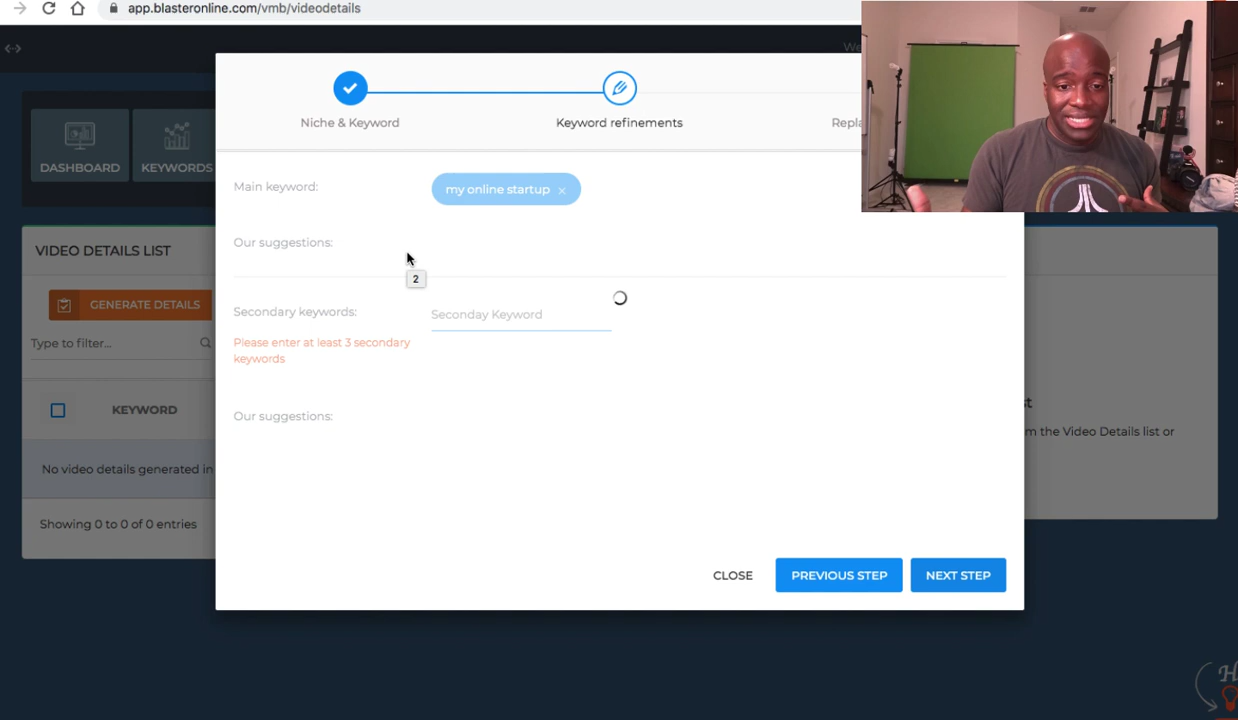 app.blasteronline.com/vmb/videodetails
We
Niche & Keyword
Keyword refinements
Repla
DASHBOARD
KEYWORDS
Main keyword:
my online startup ×
Our suggestions:
VIDEO DETAILS LIST
2
GENERATE DETAILS
Secondary keywords:
Seconday Keyword
Type to filter...
Please enter at least 3 secondary
keywords
KEYWORD
Our suggestions:
st
m the Video Details list or
No video details generated in
Showing 0 to 0 of 0 entries
CLOSE
PREVIOUS STEP
NEXT STEP
H